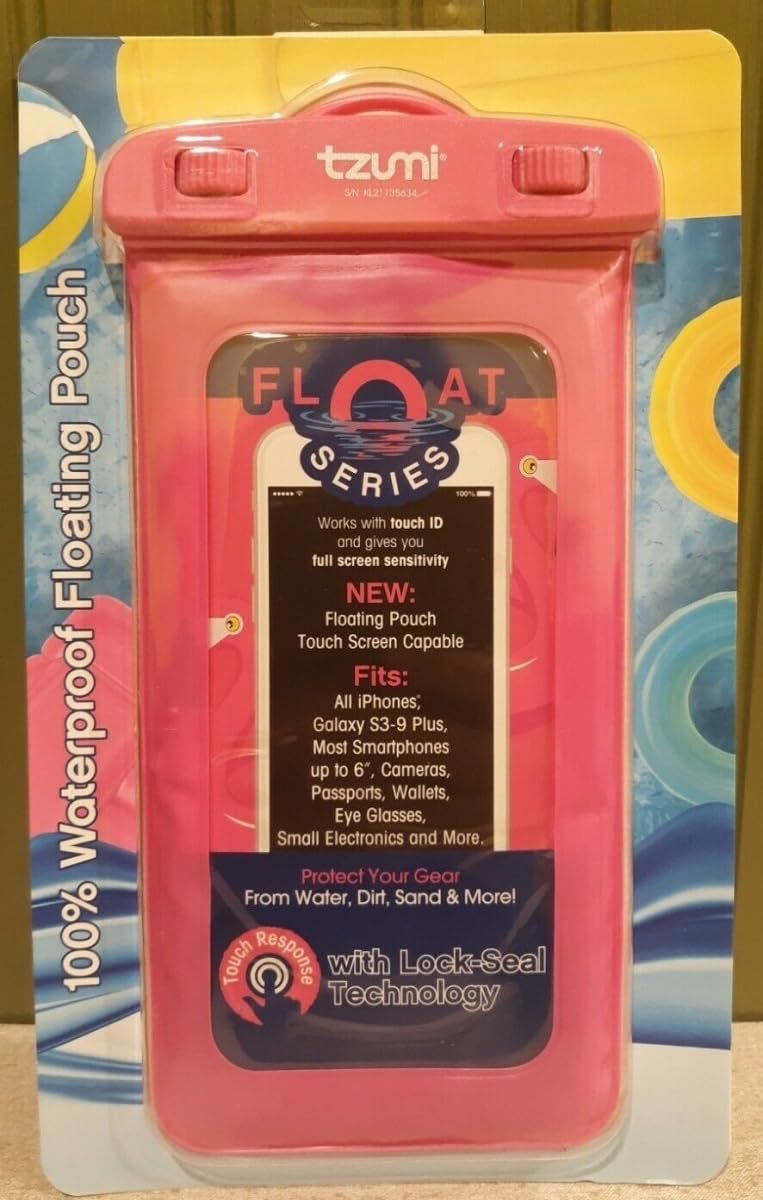 tzumi®
S/N: KL21135634
100% Waterproof Floating Pouch
FLOAT
SERIES
100%
Works with touch ID
and gives you
full screen sensitivity
NEW:
Floating Pouch
Touch Screen Capable
Fits:
All iPhones,
Galaxy S3-9 Plus,
Most Smartphones
up to 6", Cameras,
Passports, Wallets,
Eye Glasses,
Small Electronics and More.
Protect Your Gear
From Water, Dirt, Sand & More!
Touch Response
with Lock-Seal
Technology